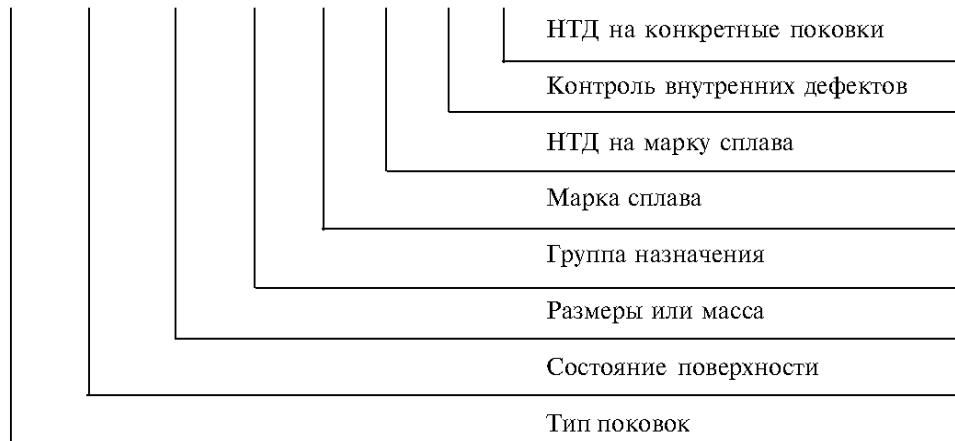 НТД на конкретные поковки
Контроль внутренних дефектов
НТД на марку сплава
Марка сплава
Группа назначения
Размеры или масса
Состояние поверхности
Тип поковок